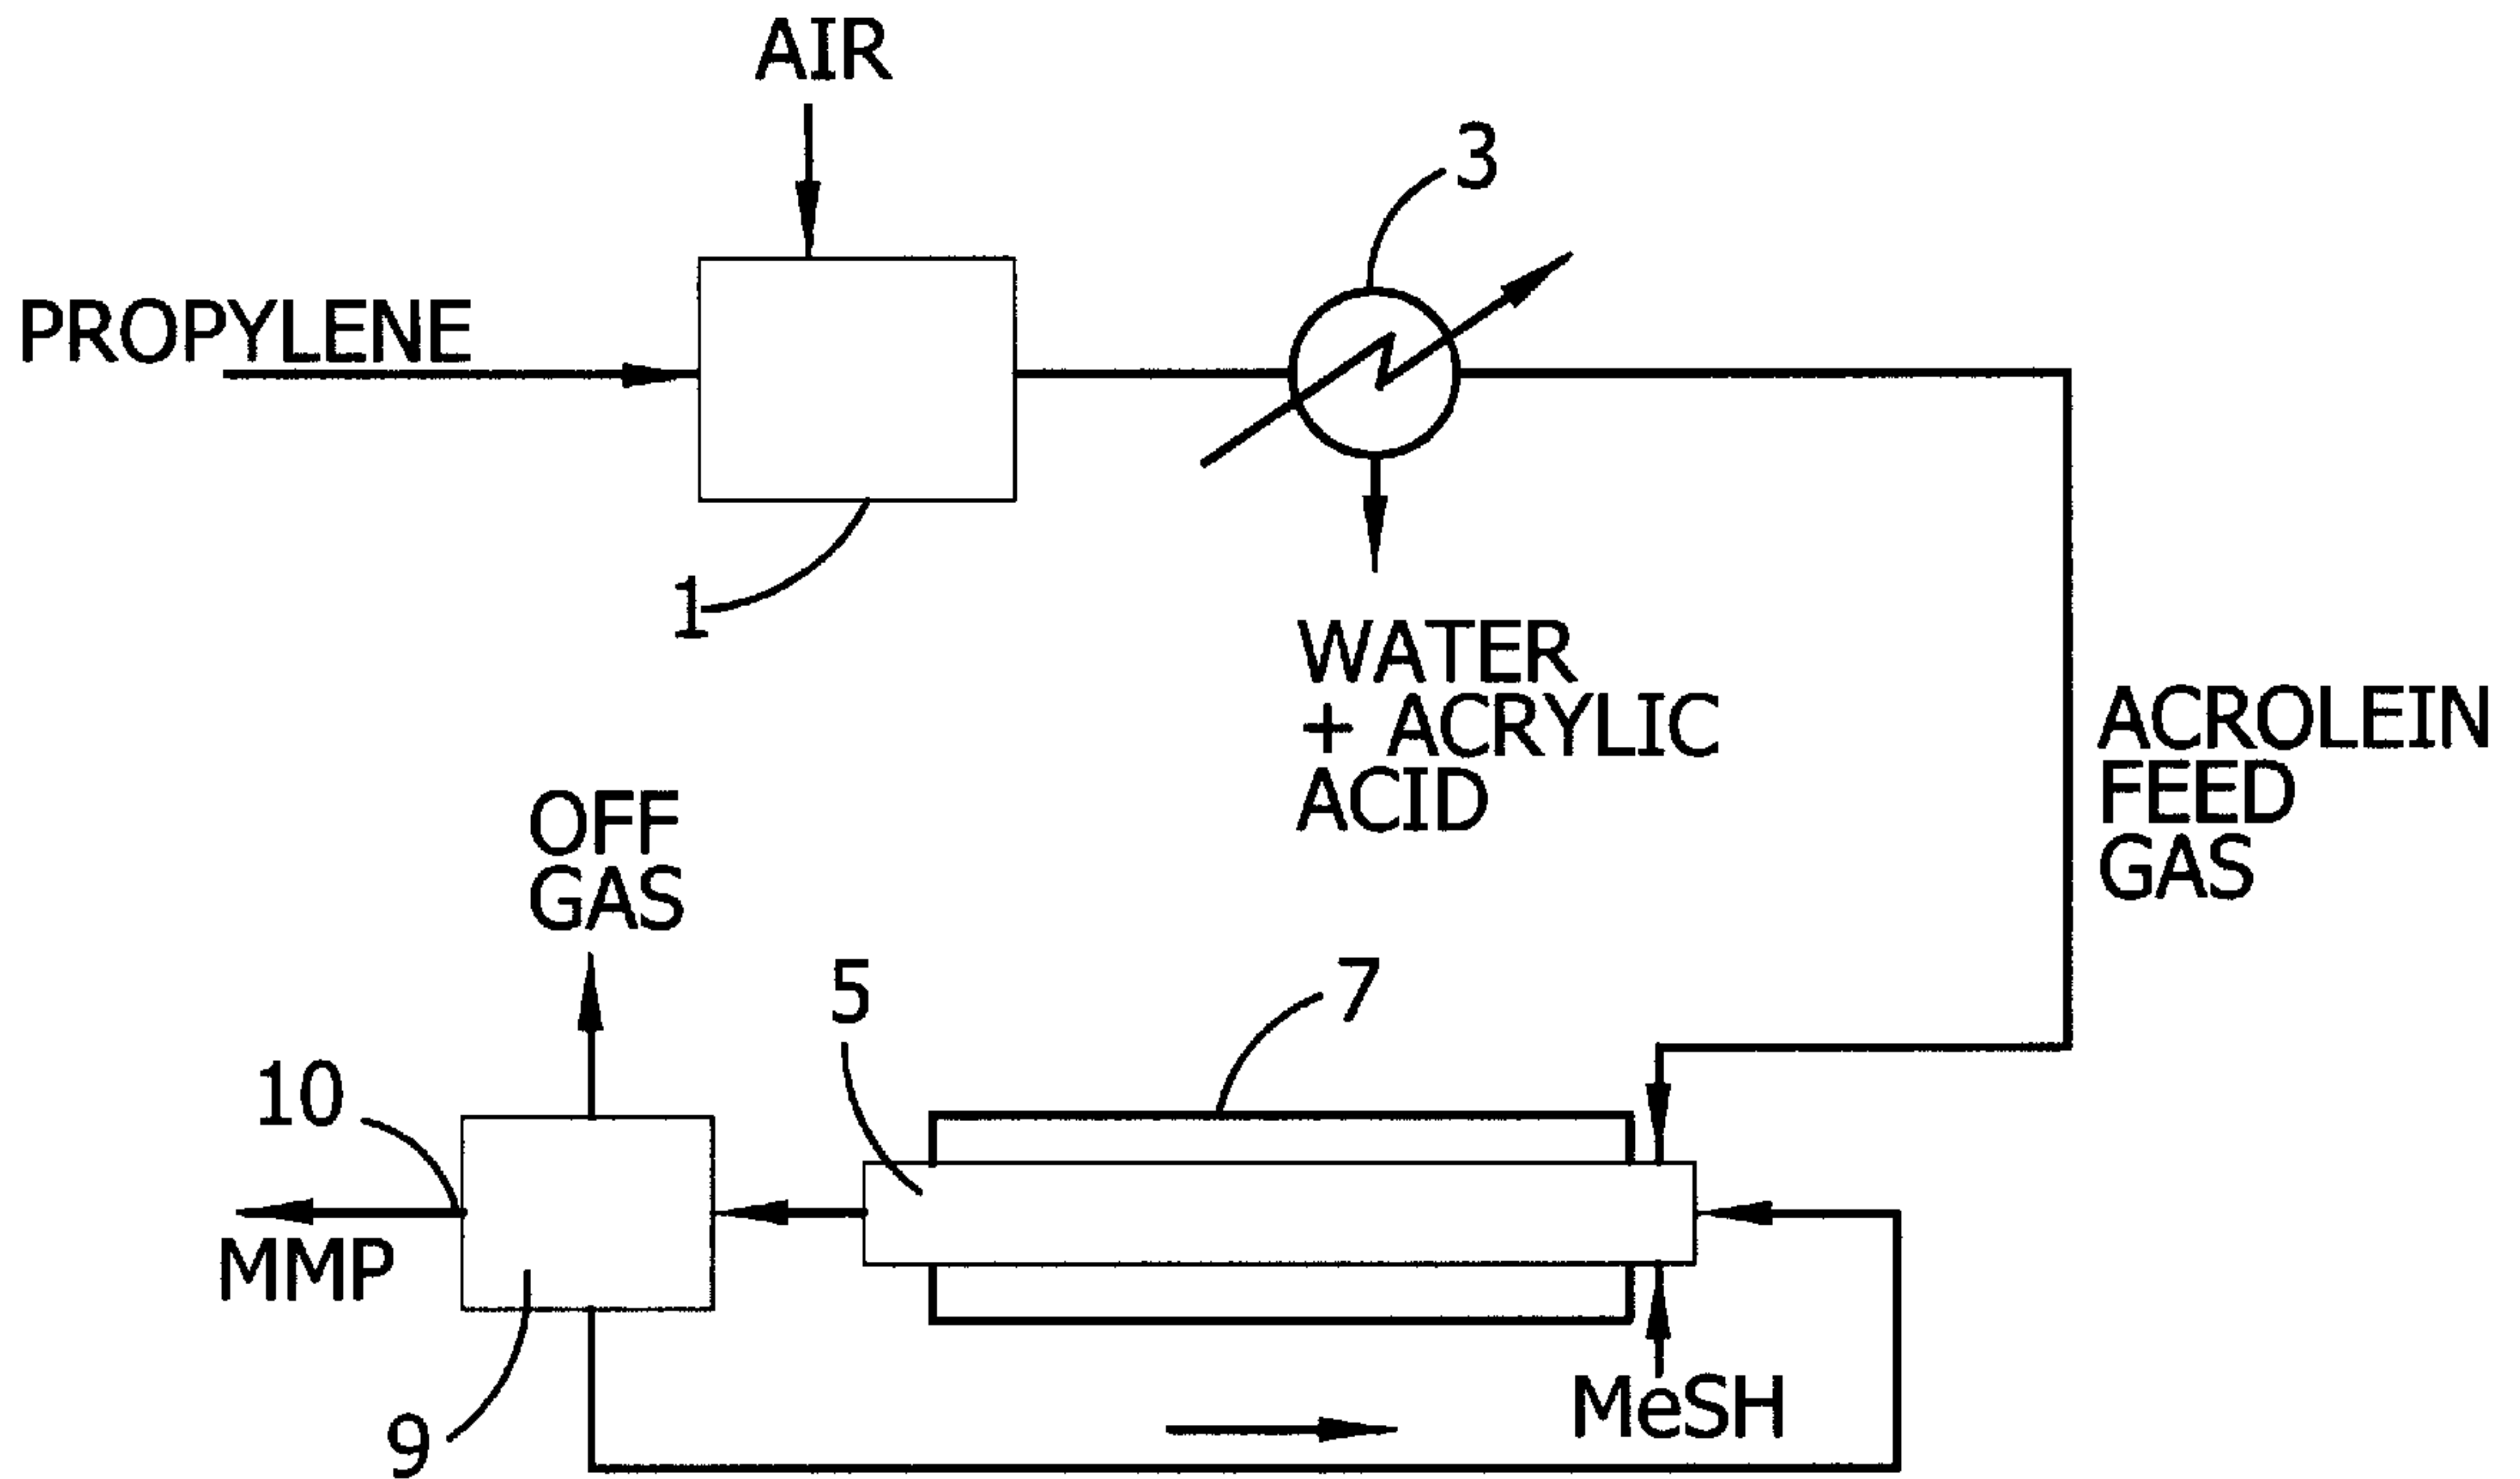 AIR
3
PROPYLENE
1
WATER
+ ACRYLIC
ACID
ACROLEIN
FEED
GAS
OFF
GAS
5
7
10
MMP
9
MeSH